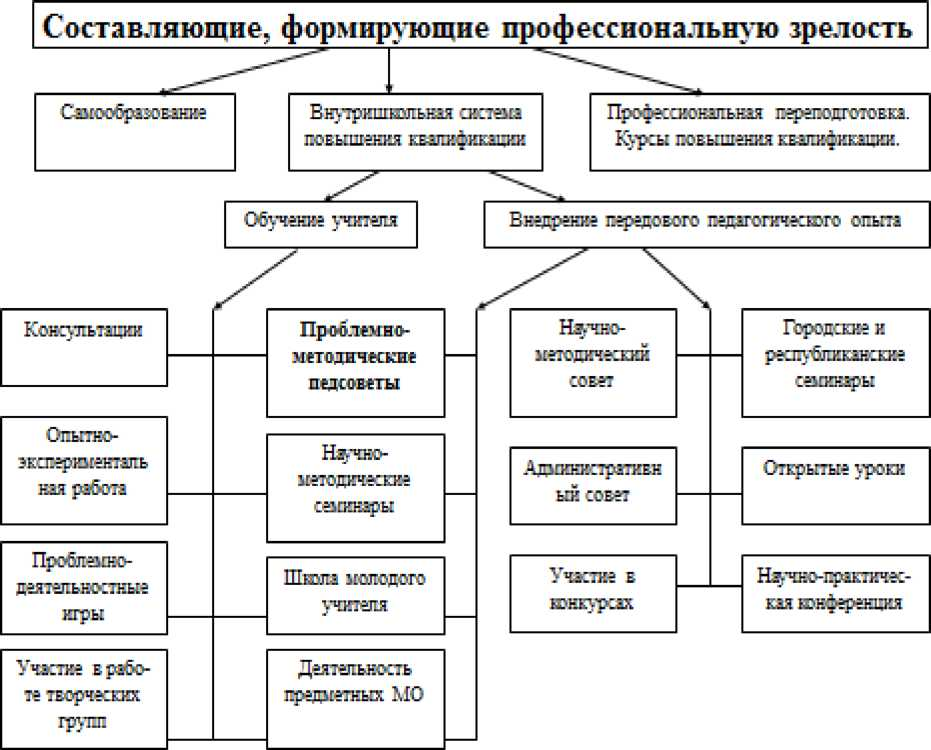 Составляющие, формирующие профессиональную зрелость
Самообразование
Внутришкольная система
повышения квалификации
Профессиональная переподготовка.
Курсы повышения квалификации.
Обучение учителя
Внедрение передового педагогического опыта
Консультации
Проблемно-
методические
педсоветы
Научно-
методический
совет
Городские и
республиканские
семинары
Опытно-
эксперименталь
ная работа
Научно-
методические
семинары
Административн
ый совет
Открытые уроки
Проблемно-
деятельностные
игры
Школа молодого
учителя
Участие в
конкурсах
Научно-практичес-
кая конференция
Участие в рабо-
те творческих
групп
Деятельность
предметных МО